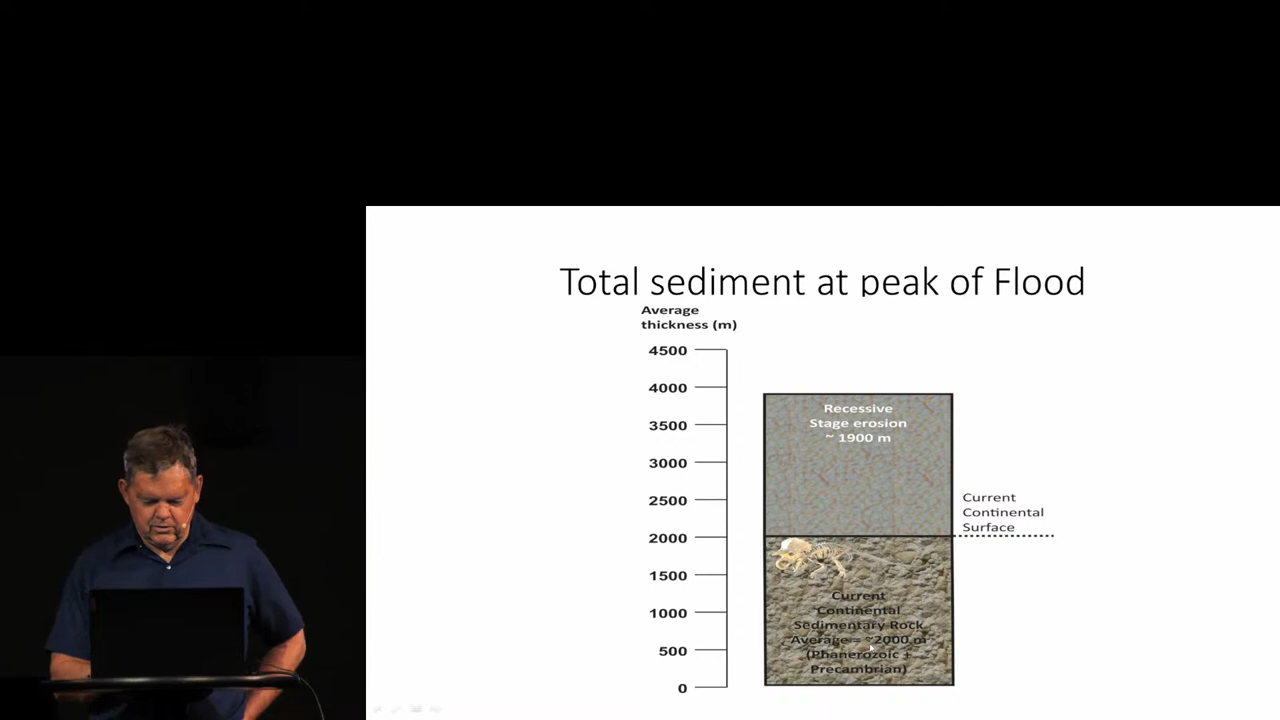 Total sediment at peak of Flood
Average
thickness (m)
4500
4000
3500
3000
2500
2000
1500
1000
500
0
Recessive
Stage erosion
~ 1900 m
Current
Continental
Surface
Current
Continental
Sedimentary Rock
Average = ~2000 m
(Phanerozoic +
Precambrian)